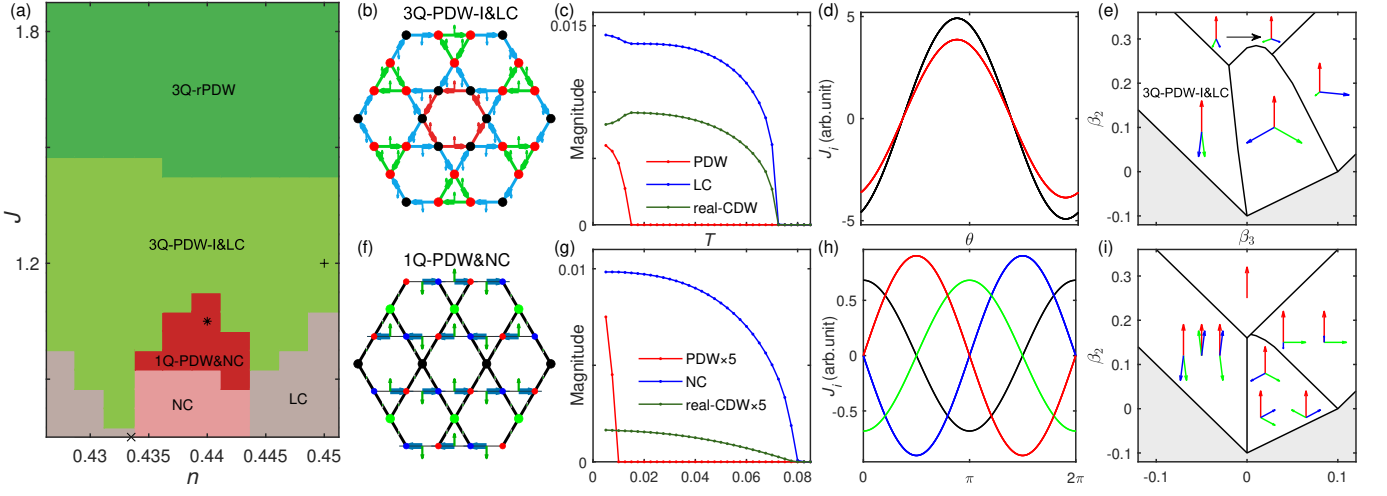 (a)
1.8
1.2
J
3Q-rPDW
3Q-PDW-I&LC
1Q-PDW&NC
NC
LC
0.43
0.435
0.44
0.445
0.45
n
(b)
3Q-PDW-I&LC
(c)
0.015
0
Magnitude
PDW
LC
real-CDW
T
(d)
5
0
-5
J_i (arb.unit)
θ
(e)
0.3
0.2
0.1
0
-0.1
β₂
3Q-PDW-I&LC
β₃
(f)
1Q-PDW&NC
(g)
0.01
0
Magnitude
PDW×5
NC
real-CDW×5
0
0.02
0.04
0.06
0.08
(h)
0.5
0
-0.5
J_i (arb.unit)
0
π
2π
(i)
0.3
0.2
0.1
0
-0.1
β₂
-0.1
0
0.1